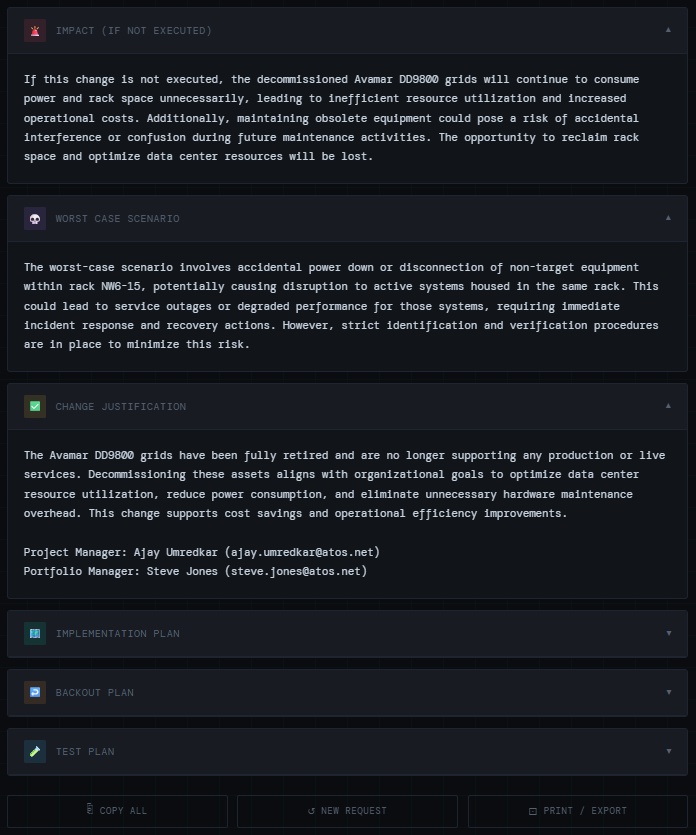 IMPACT (IF NOT EXECUTED)
If this change is not executed, the decommissioned Avamar DD9800 grids will continue to consume
power and rack space unnecessarily, leading to inefficient resource utilization and increased
operational costs. Additionally, maintaining obsolete equipment could pose a risk of accidental
interference or confusion during future maintenance activities. The opportunity to reclaim rack
space and optimize data center resources will be lost.
WORST CASE SCENARIO
The worst-case scenario involves accidental power down or disconnection of non-target equipment
within rack NW6-15, potentially causing disruption to active systems housed in the same rack. This
could lead to service outages or degraded performance for those systems, requiring immediate
incident response and recovery actions. However, strict identification and verification procedures
are in place to minimize this risk.
CHANGE JUSTIFICATION
The Avamar DD9800 grids have been fully retired and are no longer supporting any production or live
services. Decommissioning these assets aligns with organizational goals to optimize data center
resource utilization, reduce power consumption, and eliminate unnecessary hardware maintenance
overhead. This change supports cost savings and operational efficiency improvements.
Project Manager: Ajay Umredkar (ajay.umredkar@atos.net)
Portfolio Manager: Steve Jones (steve.jones@atos.net)
IMPLEMENTATION PLAN
BACKOUT PLAN
TEST PLAN
COPY ALL
NEW REQUEST
PRINT / EXPORT